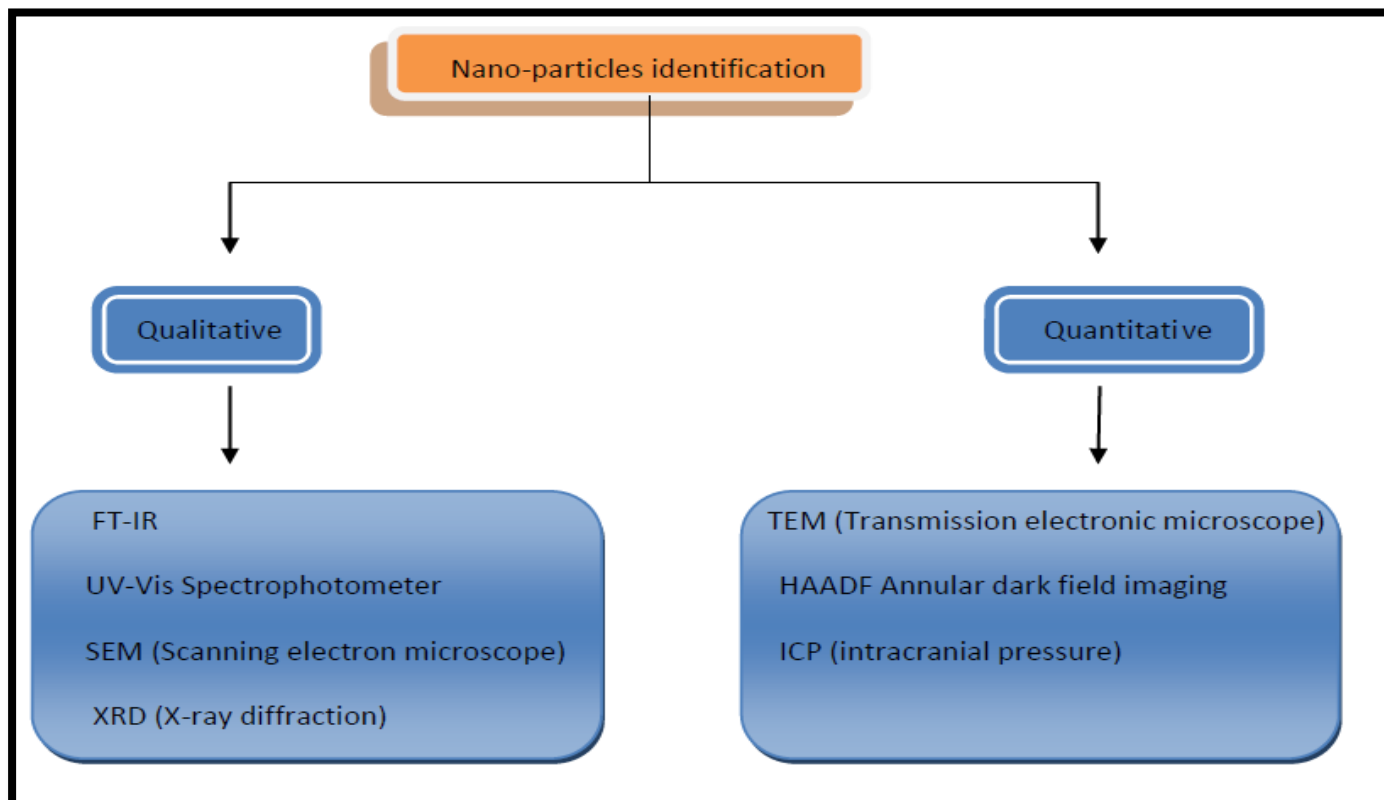 Nano-particles identification
Qualitative
Quantitative
FT-IR
UV-Vis Spectrophotometer
SEM (Scanning electron microscope)
XRD (X-ray diffraction)
TEM (Transmission electronic microscope)
HAADF Annular dark field imaging
ICP (intracranial pressure)